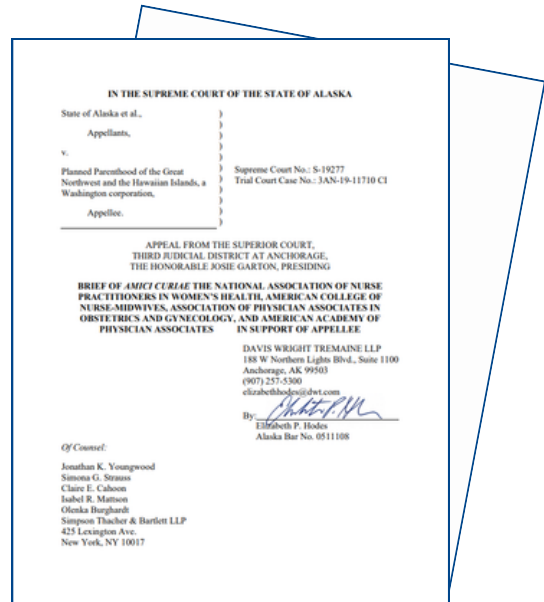 IN THE SUPREME COURT OF THE STATE OF ALASKA
State of Alaska et al.,
Appellants,
v.
Planned Parenthood of the Great
Northwest and the Hawaiian Islands, a
Washington corporation,
Appellee.
)
)
)
)
)
)
)
)
)
)
Supreme Court No.: S-19277
Trial Court Case No.: 3AN-19-11710 CI
APPEAL FROM THE SUPERIOR COURT,
THIRD JUDICIAL DISTRICT AT ANCHORAGE,
THE HONORABLE JOSIE GARTON, PRESIDING
BRIEF OF AMICI CURIAE THE NATIONAL ASSOCIATION OF NURSE
PRACTITIONERS IN WOMEN'S HEALTH, AMERICAN COLLEGE OF
NURSE-MIDWIVES, ASSOCIATION OF PHYSICIAN ASSOCIATES IN
OBSTETRICS AND GYNECOLOGY, AND AMERICAN ACADEMY OF
PHYSICIAN ASSOCIATES IN SUPPORT OF APPELLEE
DAVIS WRIGHT TREMAINE LLP
188 W Northern Lights Blvd., Suite 1100
Anchorage, AK 99503
(907) 257-5300
elizabethhodes@dwt.com
By:
Elizabeth P. Hodes
Alaska Bar No. 0511108
Of Counsel:
Jonathan K. Youngwood
Simona G. Strauss
Claire E. Cahoon
Isabel R. Mattson
Olenka Burghardt
Simpson Thacher & Bartlett LLP
425 Lexington Ave.
New York, NY 10017